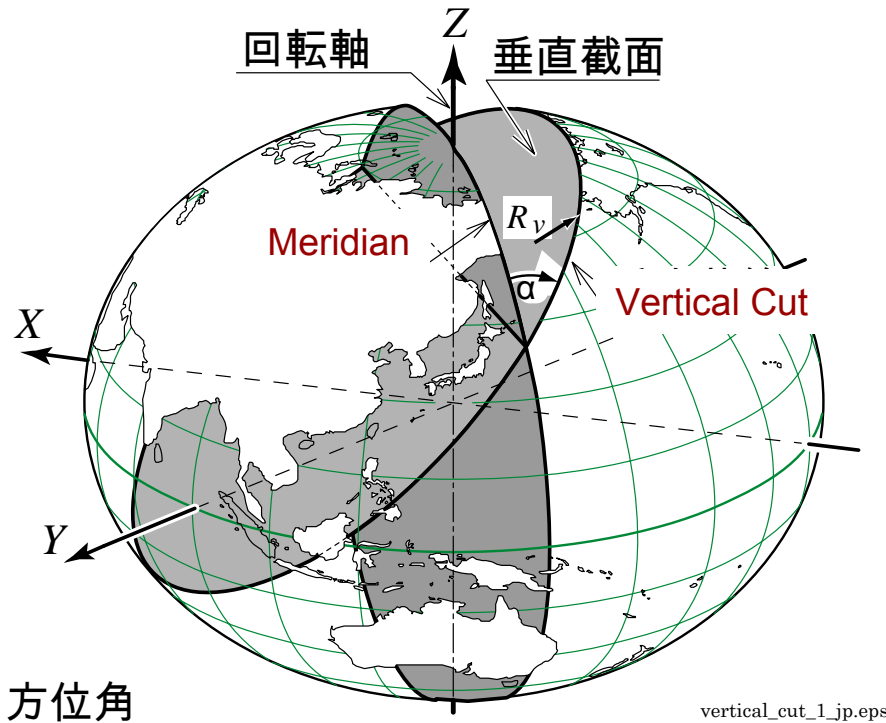 Z
回転軸
垂直截面
R_v
Meridian
α
Vertical Cut
X
Y
方位角
vertical_cut_1_jp.eps